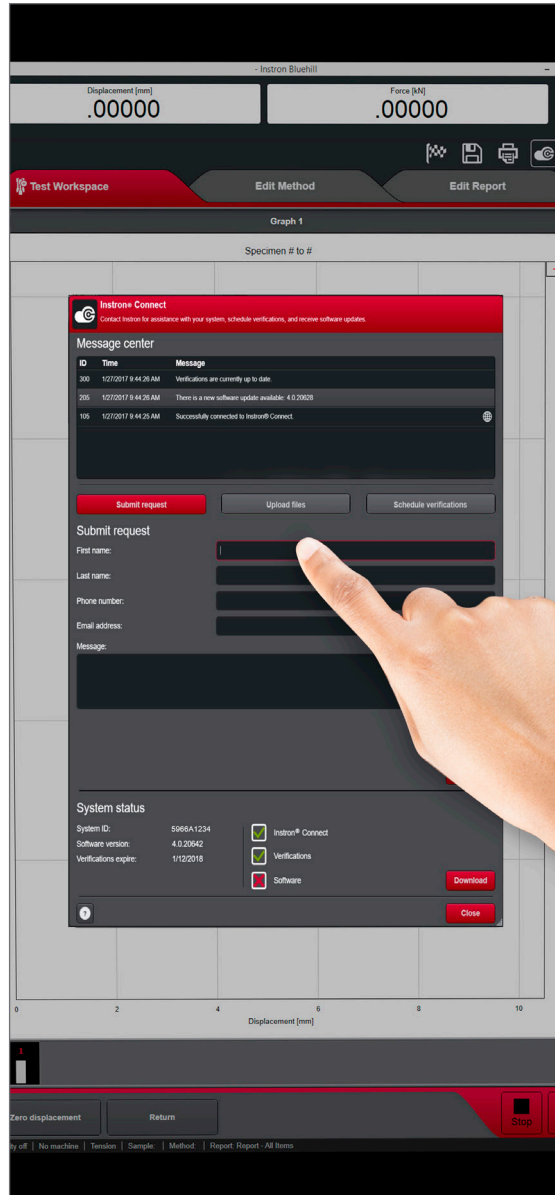 - Instron Bluehill
Displacement [mm]
.00000
Force [kN]
.00000
Test Workspace
Edit Method
Edit Report
Graph 1
Specimen # to #
Instron® Connect
Contact Instron for assistance with your system, schedule verifications, and receive software updates.
Message center
ID Time Message
300 1/27/2017 9:44:26 AM Verifications are currently up to date.
205 1/27/2017 9:44:26 AM There is a new software update available: 4.0.20628
105 1/27/2017 9:44:25 AM Successfully connected to Instron® Connect.
Submit request
Upload files
Schedule verifications
Submit request
First name:
Last name:
Phone number:
Email address:
Message:
System status
System ID: 5966A1234
Software version: 4.0.20642
Verifications expire: 1/12/2018
Instron® Connect
Verifications
Software
Download
?
Close
0 2 4 6 8 10
Displacement [mm]
1
Zero displacement
Return
Stop
ty off | No machine | Tension | Sample: | Method: | Report: Report - All Items